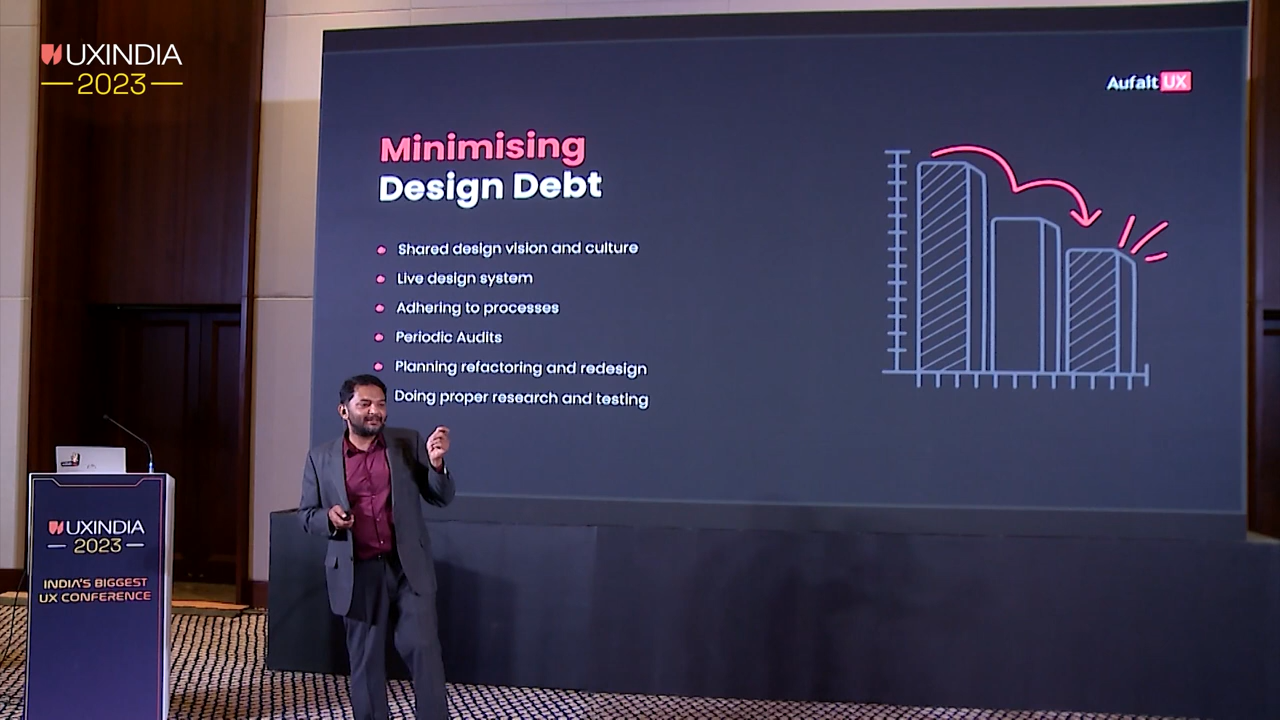 UXINDIA
2023
Aufait UX
Minimising
Design Debt
Shared design vision and culture
Live design system
Adhering to processes
Periodic Audits
Planning refactoring and redesign
Doing proper research and testing
UXINDIA
2023
INDIA'S BIGGEST
UX CONFERENCE